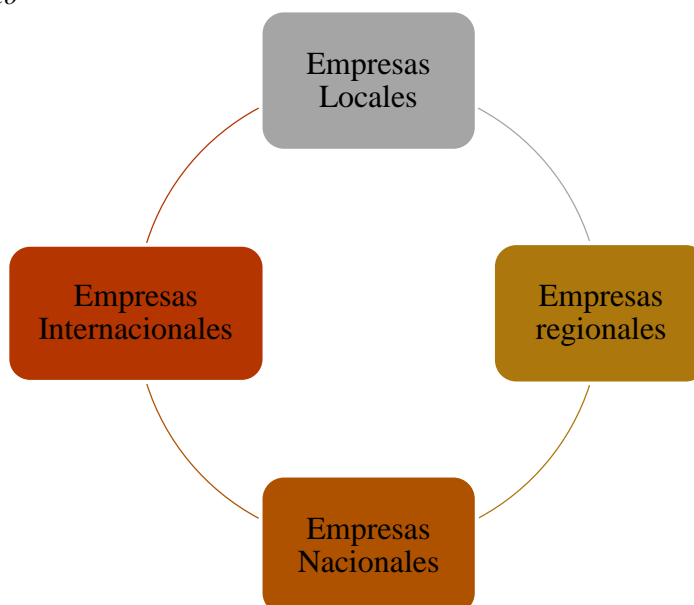 Empresas
Locales
Empresas
Internacionales
Empresas
regionales
Empresas
Nacionales